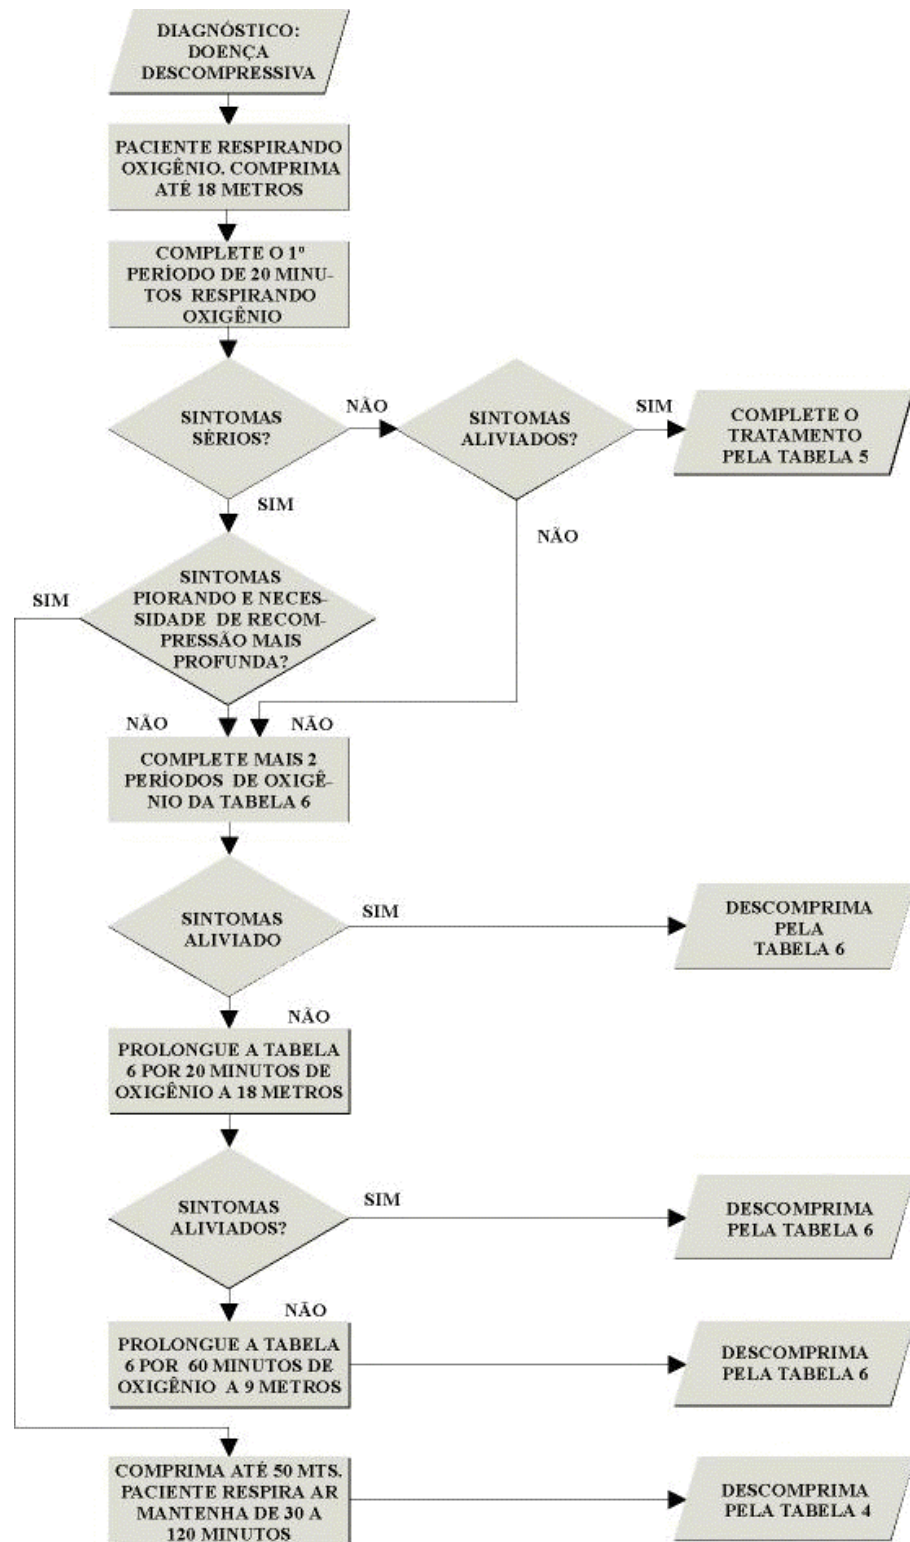 DIAGNÓSTICO:
DOENÇA
DESCOMPRESSIVA
PACIENTE RESPIRANDO
OXIGÊNIO. COMPRIMA
ATÉ 18 METROS
COMPLETE O 1º
PERÍODO DE 20 MINU-
TOS RESPIRANDO
OXIGÊNIO
SINTOMAS
SÉRIOS?
NÃO
SINTOMAS
ALIVIADOS?
SIM
COMPLETE O
TRATAMENTO
PELA TABELA 5
SIM
NÃO
SINTOMAS
PIORANDO E NECES-
SIDADE DE RECOM-
PRESSÃO MAIS
PROFUNDA?
SIM
NÃO
NÃO
COMPLETE MAIS 2
PERÍODOS DE OXIGÊ-
NIO DA TABELA 6
SINTOMAS
ALIVIADO
SIM
DESCOMPRIMA
PELA
TABELA 6
NÃO
PROLONGUE A TABELA
6 POR 20 MINUTOS DE
OXIGÊNIO A 18 METROS
SINTOMAS
ALIVIADOS?
SIM
DESCOMPRIMA
PELA TABELA 6
NÃO
PROLONGUE A TABELA
6 POR 60 MINUTOS DE
OXIGÊNIO A 9 METROS
DESCOMPRIMA
PELA TABELA 6
COMPRIMA ATÉ 50 MTS.
PACIENTE RESPIRA AR
MANTENHA DE 30 A
120 MINUTOS
DESCOMPRIMA
PELA TABELA 4